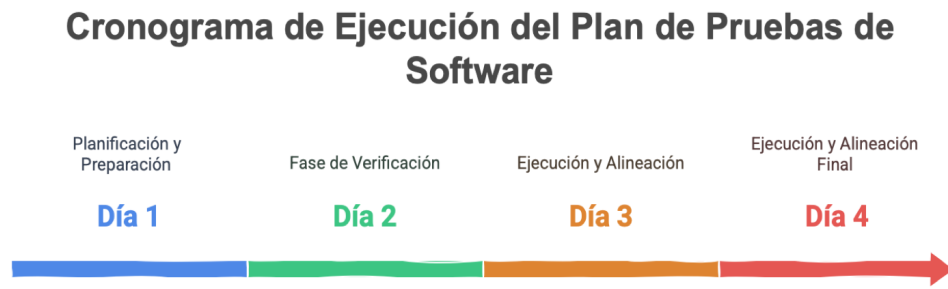 Cronograma de Ejecución del Plan de Pruebas de
Software
Planificación y
Preparación
Día 1
Fase de Verificación
Día 2
Ejecución y Alineación
Día 3
Ejecución y Alineación
Final
Día 4